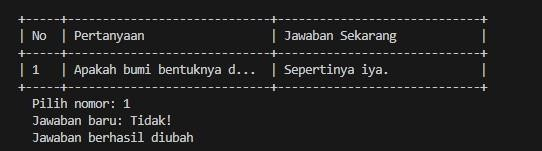 +-----+-----------------------------+-----------------------------+
| No  | Pertanyaan                  | Jawaban Sekarang            |
+-----+-----------------------------+-----------------------------+
| 1   | Apakah bumi bentuknya d...  | Sepertinya iya.             |
+-----+-----------------------------+-----------------------------+
Pilih nomor: 1
Jawaban baru: Tidak!
Jawaban berhasil diubah